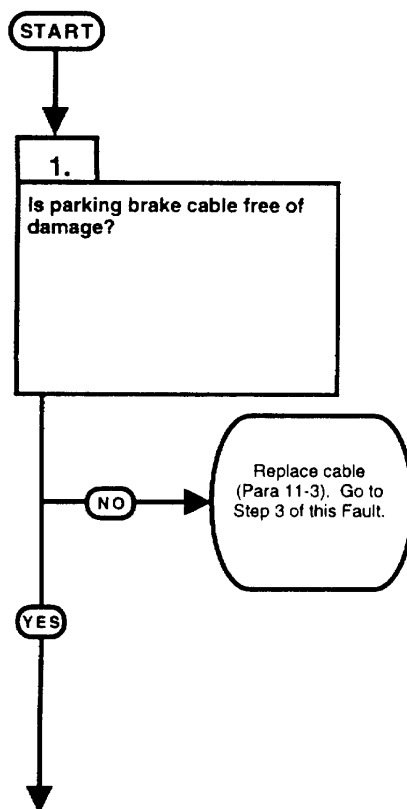 START
1.
Is parking brake cable free of
damage?
Replace cable
(Para 11-3). Go to
Step 3 of this Fault.
NO
YES